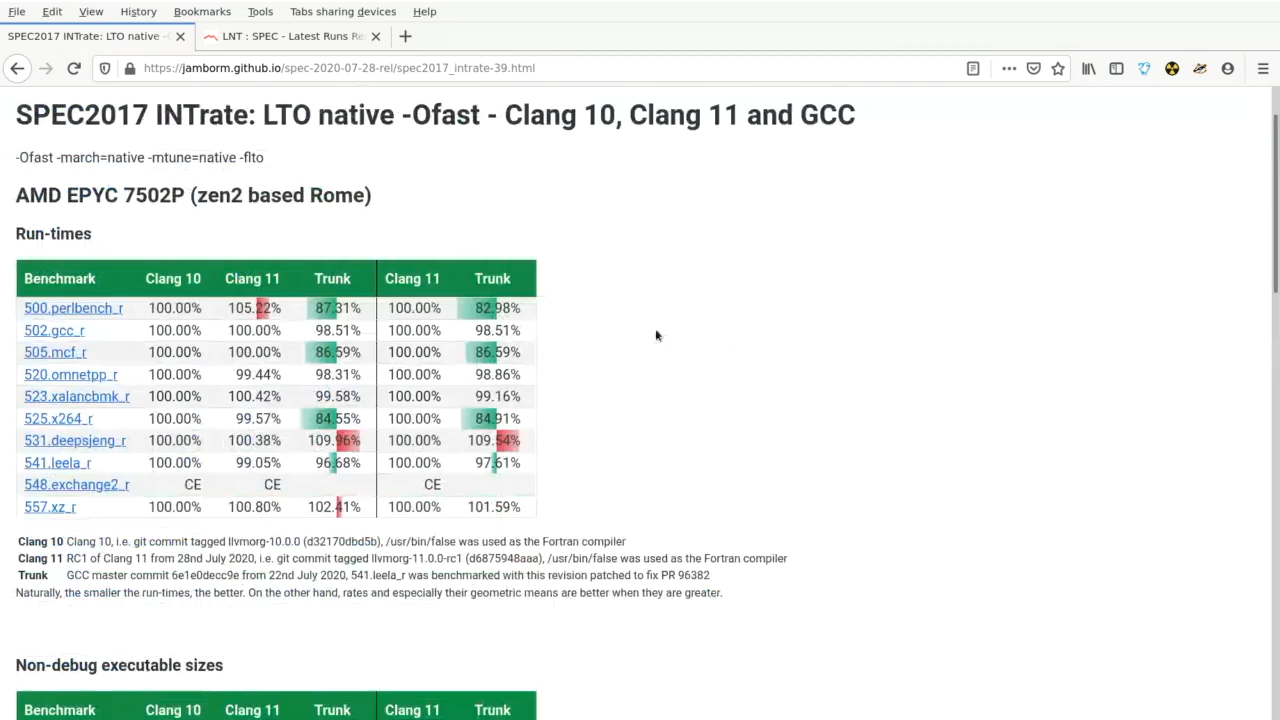 File Edit View History Bookmarks Tools Tabs sharing devices Help
SPEC2017 INTrate: LTO native -O LNT : SPEC - Latest Runs Re
https://jamborm.github.io/spec-2020-07-28-rel/spec2017_intrate-39.html
SPEC2017 INTrate: LTO native -Ofast - Clang 10, Clang 11 and GCC
-Ofast -march=native -mtune=native -flto
AMD EPYC 7502P (zen2 based Rome)
Run-times
Benchmark Clang 10 Clang 11 Trunk Clang 11 Trunk
500.perlbench_r 100.00% 105.22% 87.31% 100.00% 82.98%
502.gcc_r 100.00% 100.00% 98.51% 100.00% 98.51%
505.mcf_r 100.00% 100.00% 86.59% 100.00% 86.59%
520.omnetpp_r 100.00% 99.44% 98.31% 100.00% 98.86%
523.xalancbmk_r 100.00% 100.42% 99.58% 100.00% 99.16%
525.x264_r 100.00% 99.57% 84.55% 100.00% 84.91%
531.deepsjeng_r 100.00% 100.38% 109.96% 100.00% 109.54%
541.leela_r 100.00% 99.05% 96.68% 100.00% 97.61%
548.exchange2_r CE CE CE
557.xz_r 100.00% 100.80% 102.41% 100.00% 101.59%
Clang 10 Clang 10, i.e. git commit tagged llvmorg-10.0.0 (d32170dbd5b), /usr/bin/false was used as the Fortran compiler
Clang 11 RC1 of Clang 11 from 28nd July 2020, i.e. git commit tagged llvmorg-11.0.0-rc1 (d6875948aaa), /usr/bin/false was used as the Fortran compiler
Trunk GCC master commit 6e1e0decc9e from 22nd July 2020, 541.leela_r was benchmarked with this revision patched to fix PR 96382
Naturally, the smaller the run-times, the better. On the other hand, rates and especially their geometric means are better when they are greater.
Non-debug executable sizes
Benchmark Clang 10 Clang 11 Trunk Clang 11 Trunk